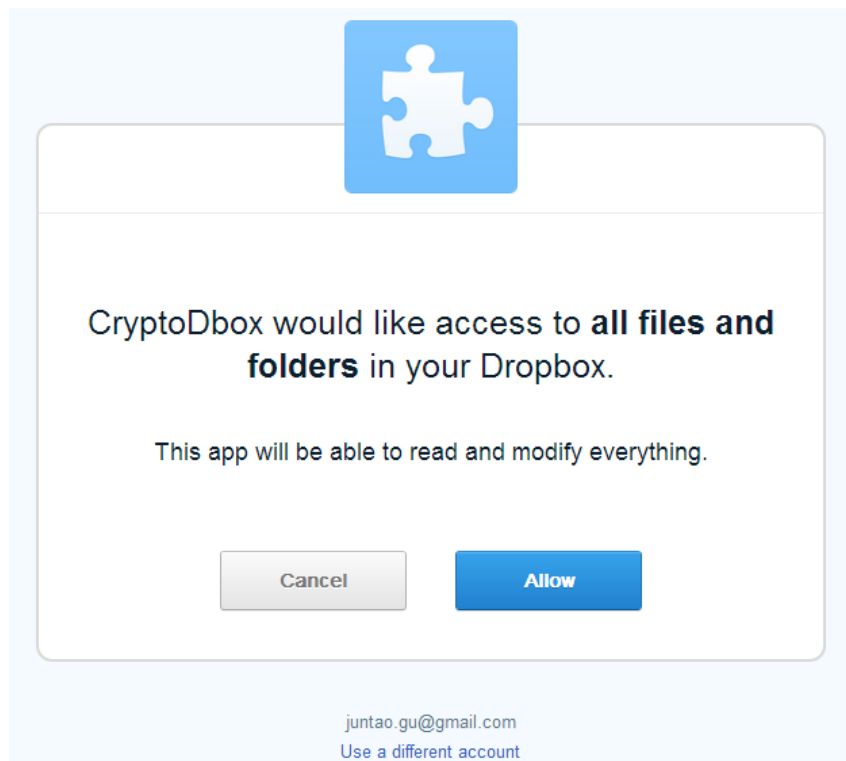 CryptoDbox would like access to all files and
folders in your Dropbox.
This app will be able to read and modify everything.
Cancel
Allow
juntao.gu@gmail.com
Use a different account